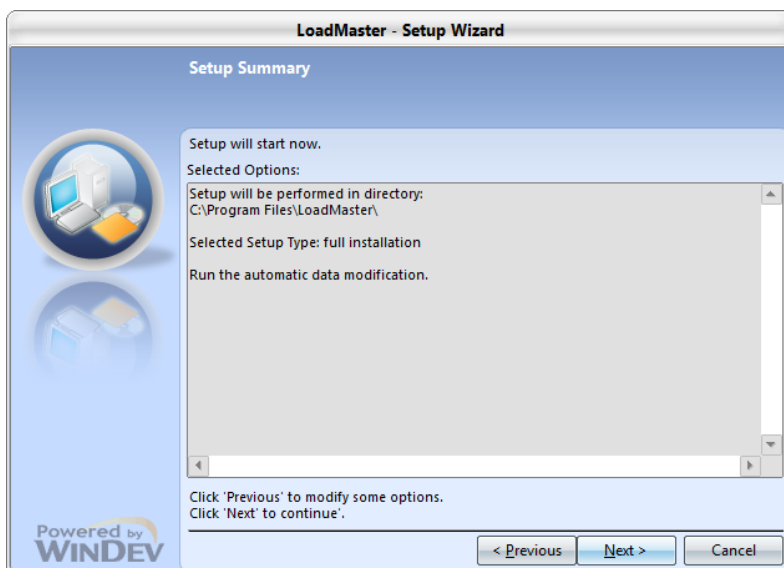 LoadMaster - Setup Wizard
Setup Summary
Setup will start now.
Selected Options:
Setup will be performed in directory:
C:\Program Files\LoadMaster\
Selected Setup Type: full installation
Run the automatic data modification.
Click 'Previous' to modify some options.
Click 'Next' to continue'.
Powered by
WINDEV
< Previous
Next >
Cancel